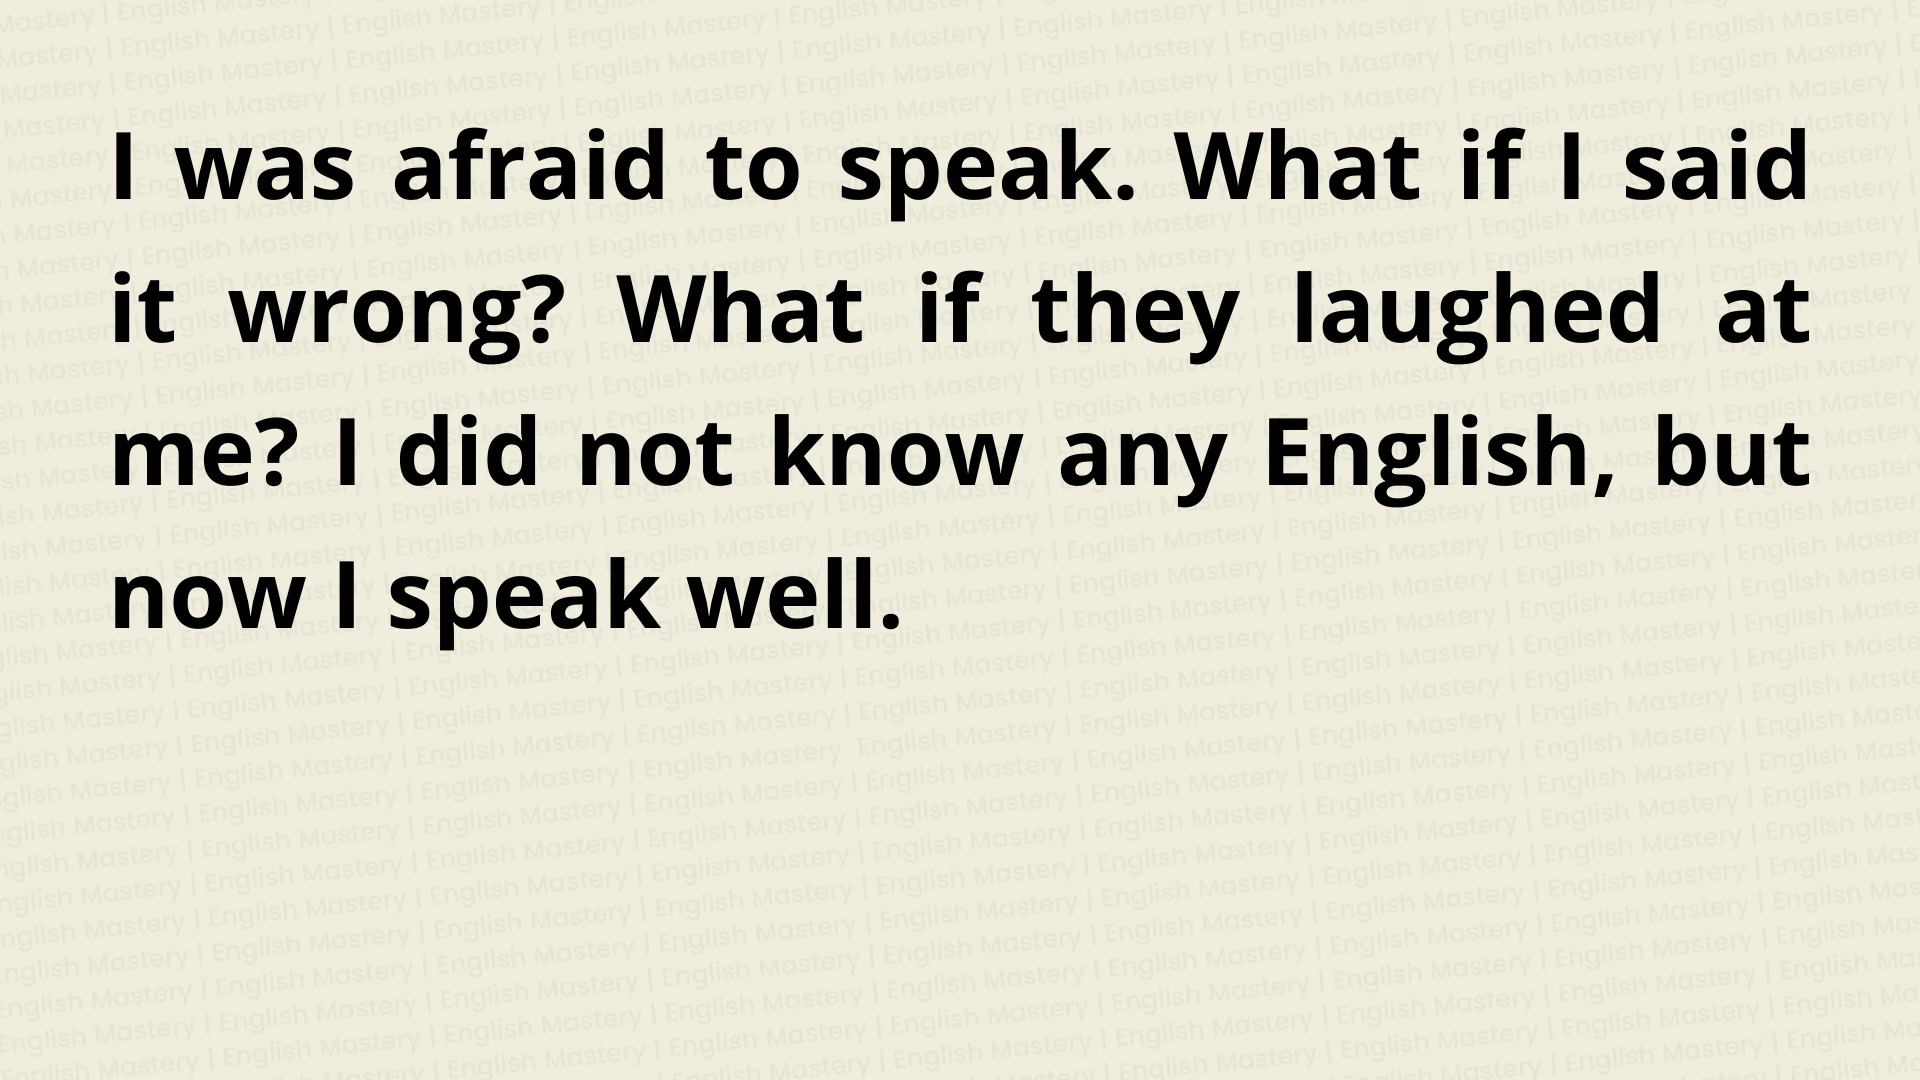 I was afraid to speak. What if I said
it wrong? What if they laughed at
me? I did not know any English, but
now I speak well.